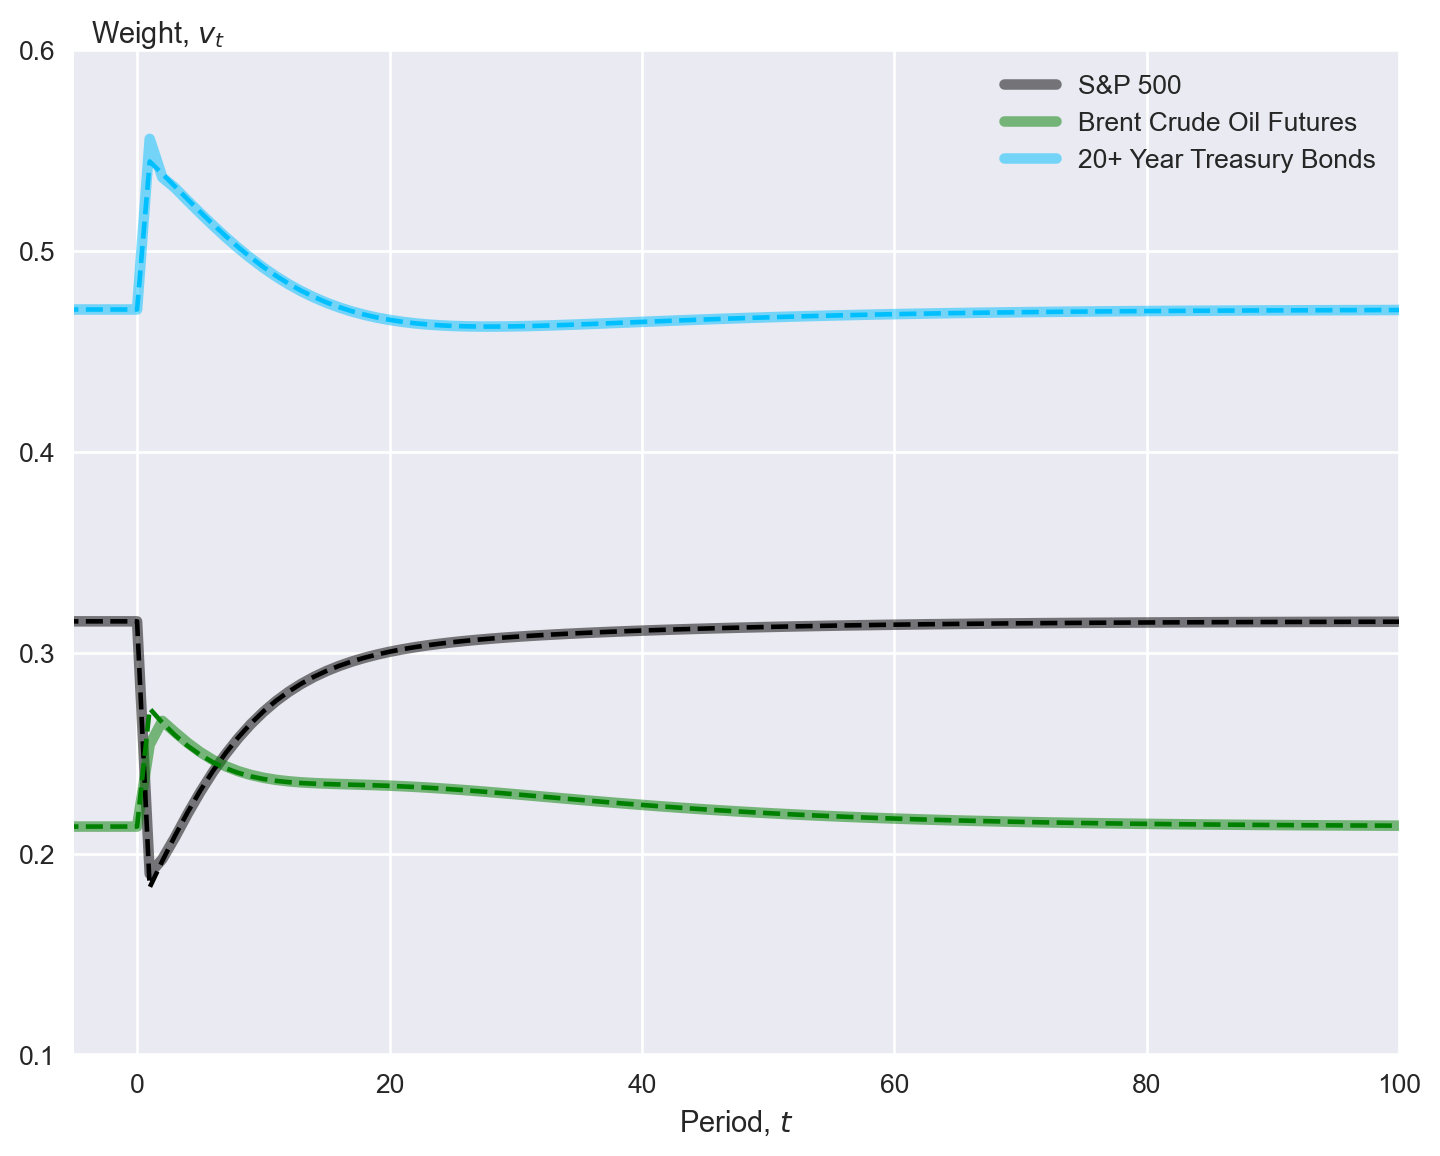 Weight, vt
0.6
0.5
0.4
0.3
0.2
0.1
S&P 500
Brent Crude Oil Futures
20+ Year Treasury Bonds
0 20 40 60 80 100
Period, t